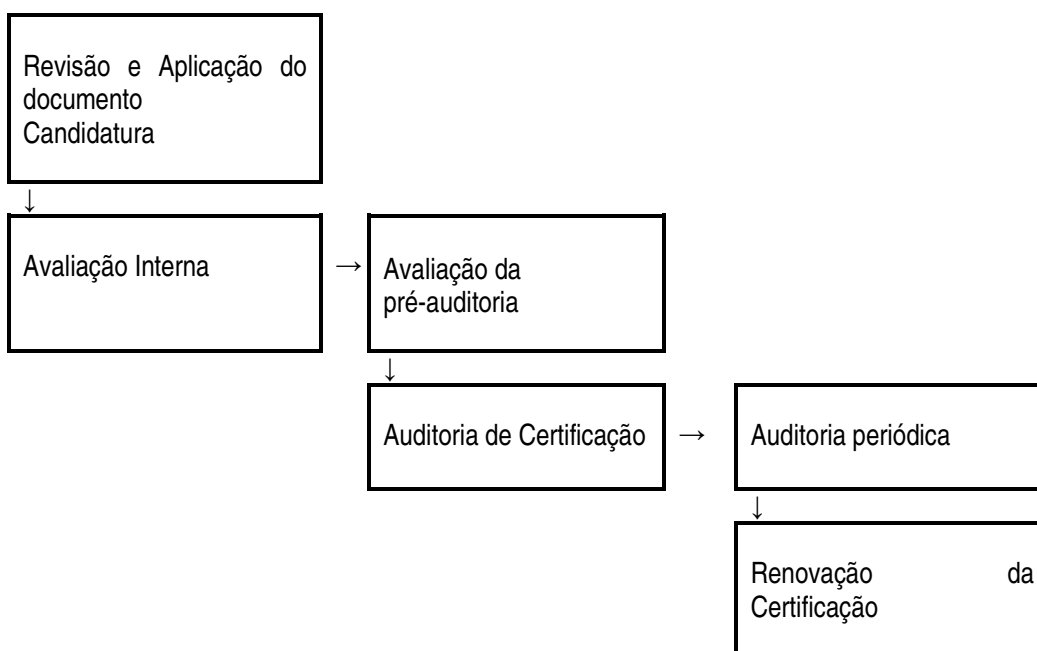 Revisão e Aplicação do
documento
Candidatura
↓
Avaliação Interna
→
Avaliação da
pré-auditoria
↓
Auditoria de Certificação
→
Auditoria periódica
↓
Renovação da
Certificação